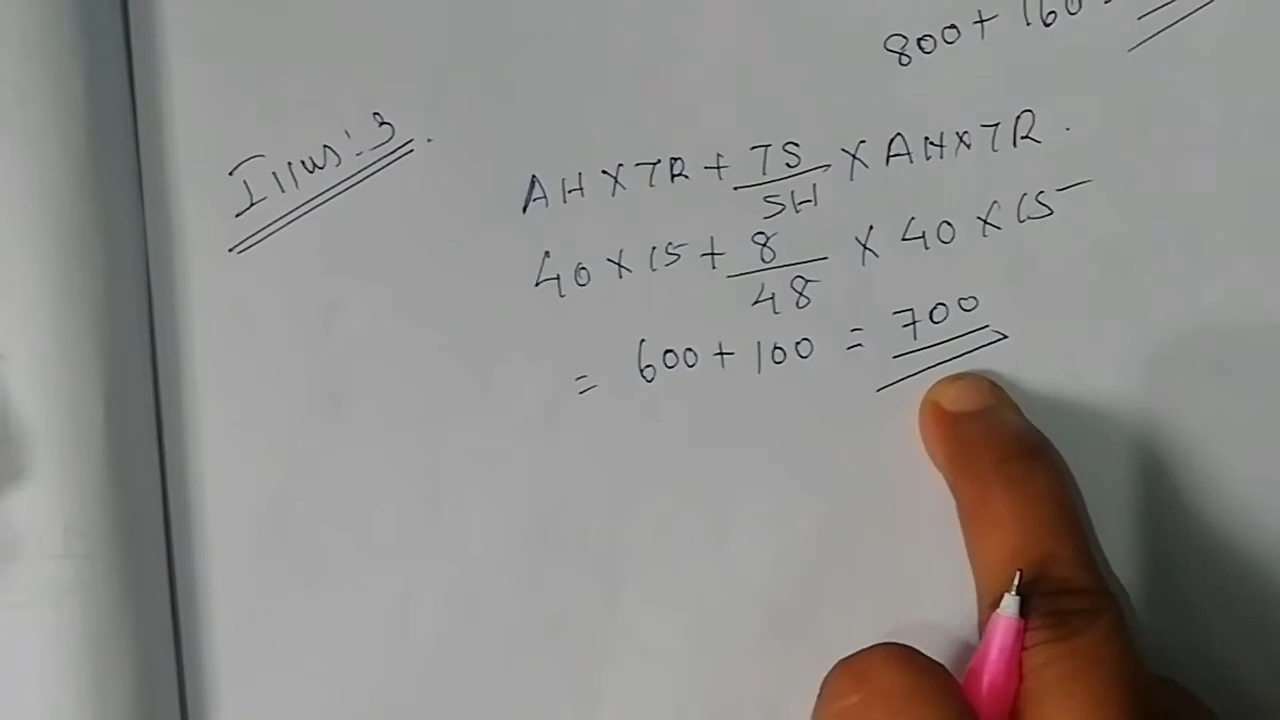 800 + 160
Illus:-3.
AH X TR + TS/SH X AH X TR.
40 X 15 + 8/48 X 40 X 15
= 600 + 100 = 700